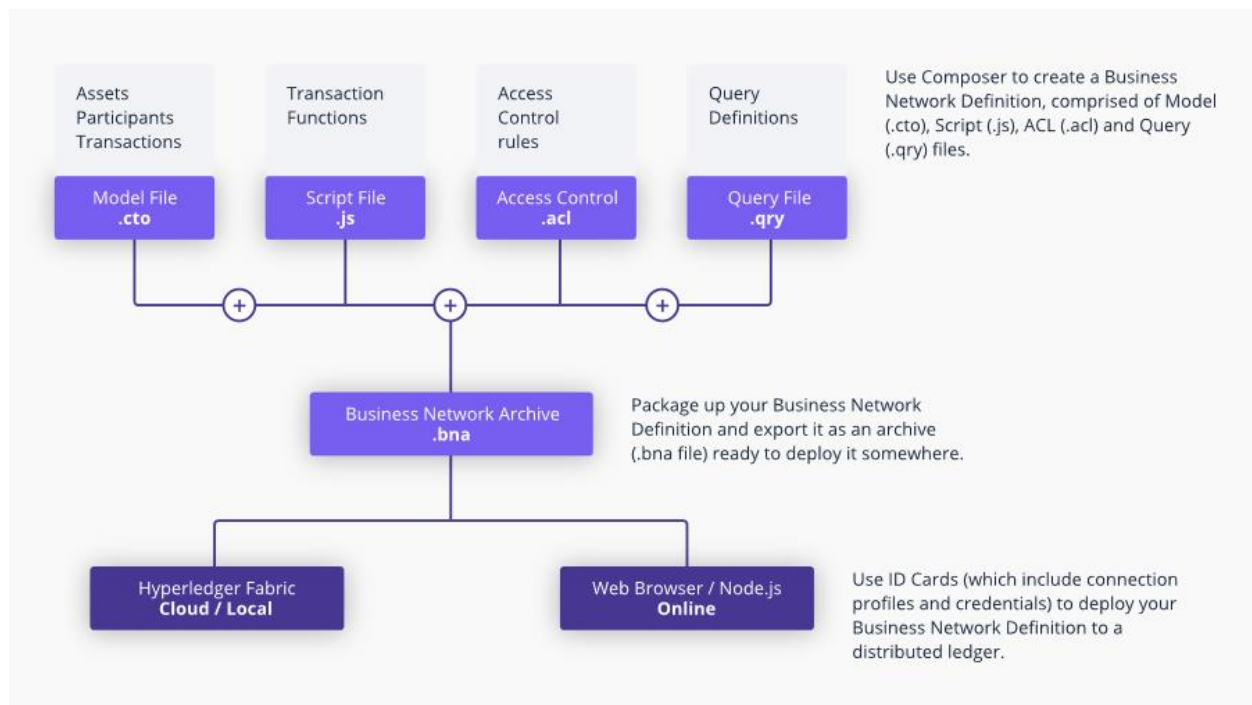 Assets
Participants
Transactions
Model File
.cto
Transaction
Functions
Script File
.js
Access
Control
rules
Access Control
.acl
Query
Definitions
Query File
.qry
Use Composer to create a Business
Network Definition, comprised of Model
(.cto), Script (.js), ACL (.acl) and Query
(.qry) files.
+
+
+
Business Network Archive
.bna
Package up your Business Network
Definition and export it as an archive
(.bna file) ready to deploy it somewhere.
Hyperledger Fabric
Cloud / Local
Web Browser / Node.js
Online
Use ID Cards (which include connection
profiles and credentials) to deploy your
Business Network Definition to a
distributed ledger.